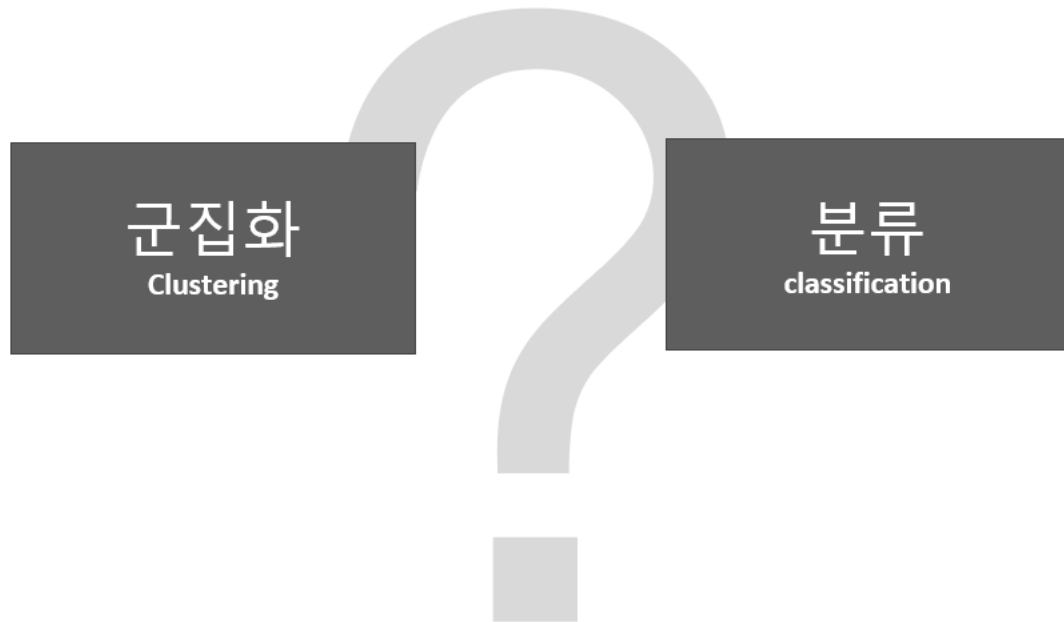 군집화
Clustering
분류
classification
?